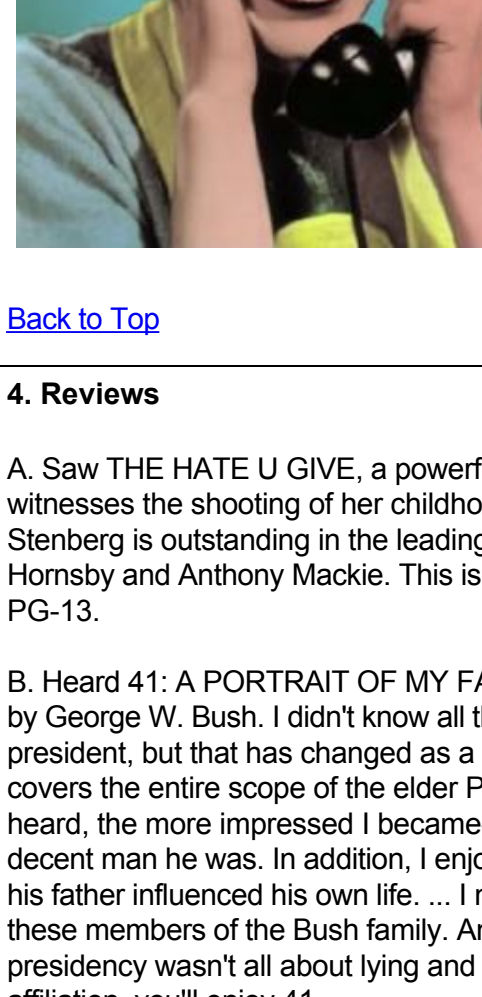 Back to Top
4. Reviews
A. Saw THE HATE U GIVE, a powerf
witnesses the shooting of her childho
Stenberg is outstanding in the leading
Hornsby and Anthony Mackie. This is
PG-13.
B. Heard 41: A PORTRAIT OF MY FA
by George W. Bush. I didn't know all th
president, but that has changed as a
covers the entire scope of the elder P
heard, the more impressed I became
decent man he was. In addition, I enjo
his father influenced his own life. ... I r
these members of the Bush family. An
presidency wasn't all about lying and
affiliation, you'll enjoy 41.